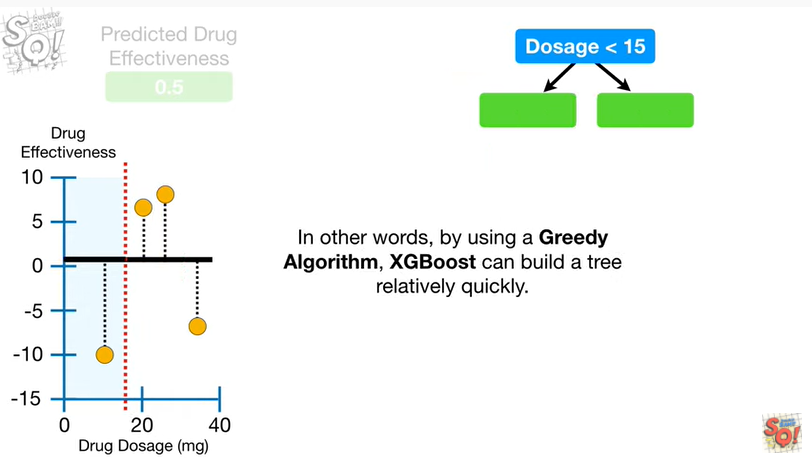 Predicted Drug
Effectiveness
0.5
Dosage < 15
Drug
Effectiveness
10
5
0
-5
-10
-15
0
20
40
Drug Dosage (mg)
In other words, by using a Greedy
Algorithm, XGBoost can build a tree
relatively quickly.
SQ!